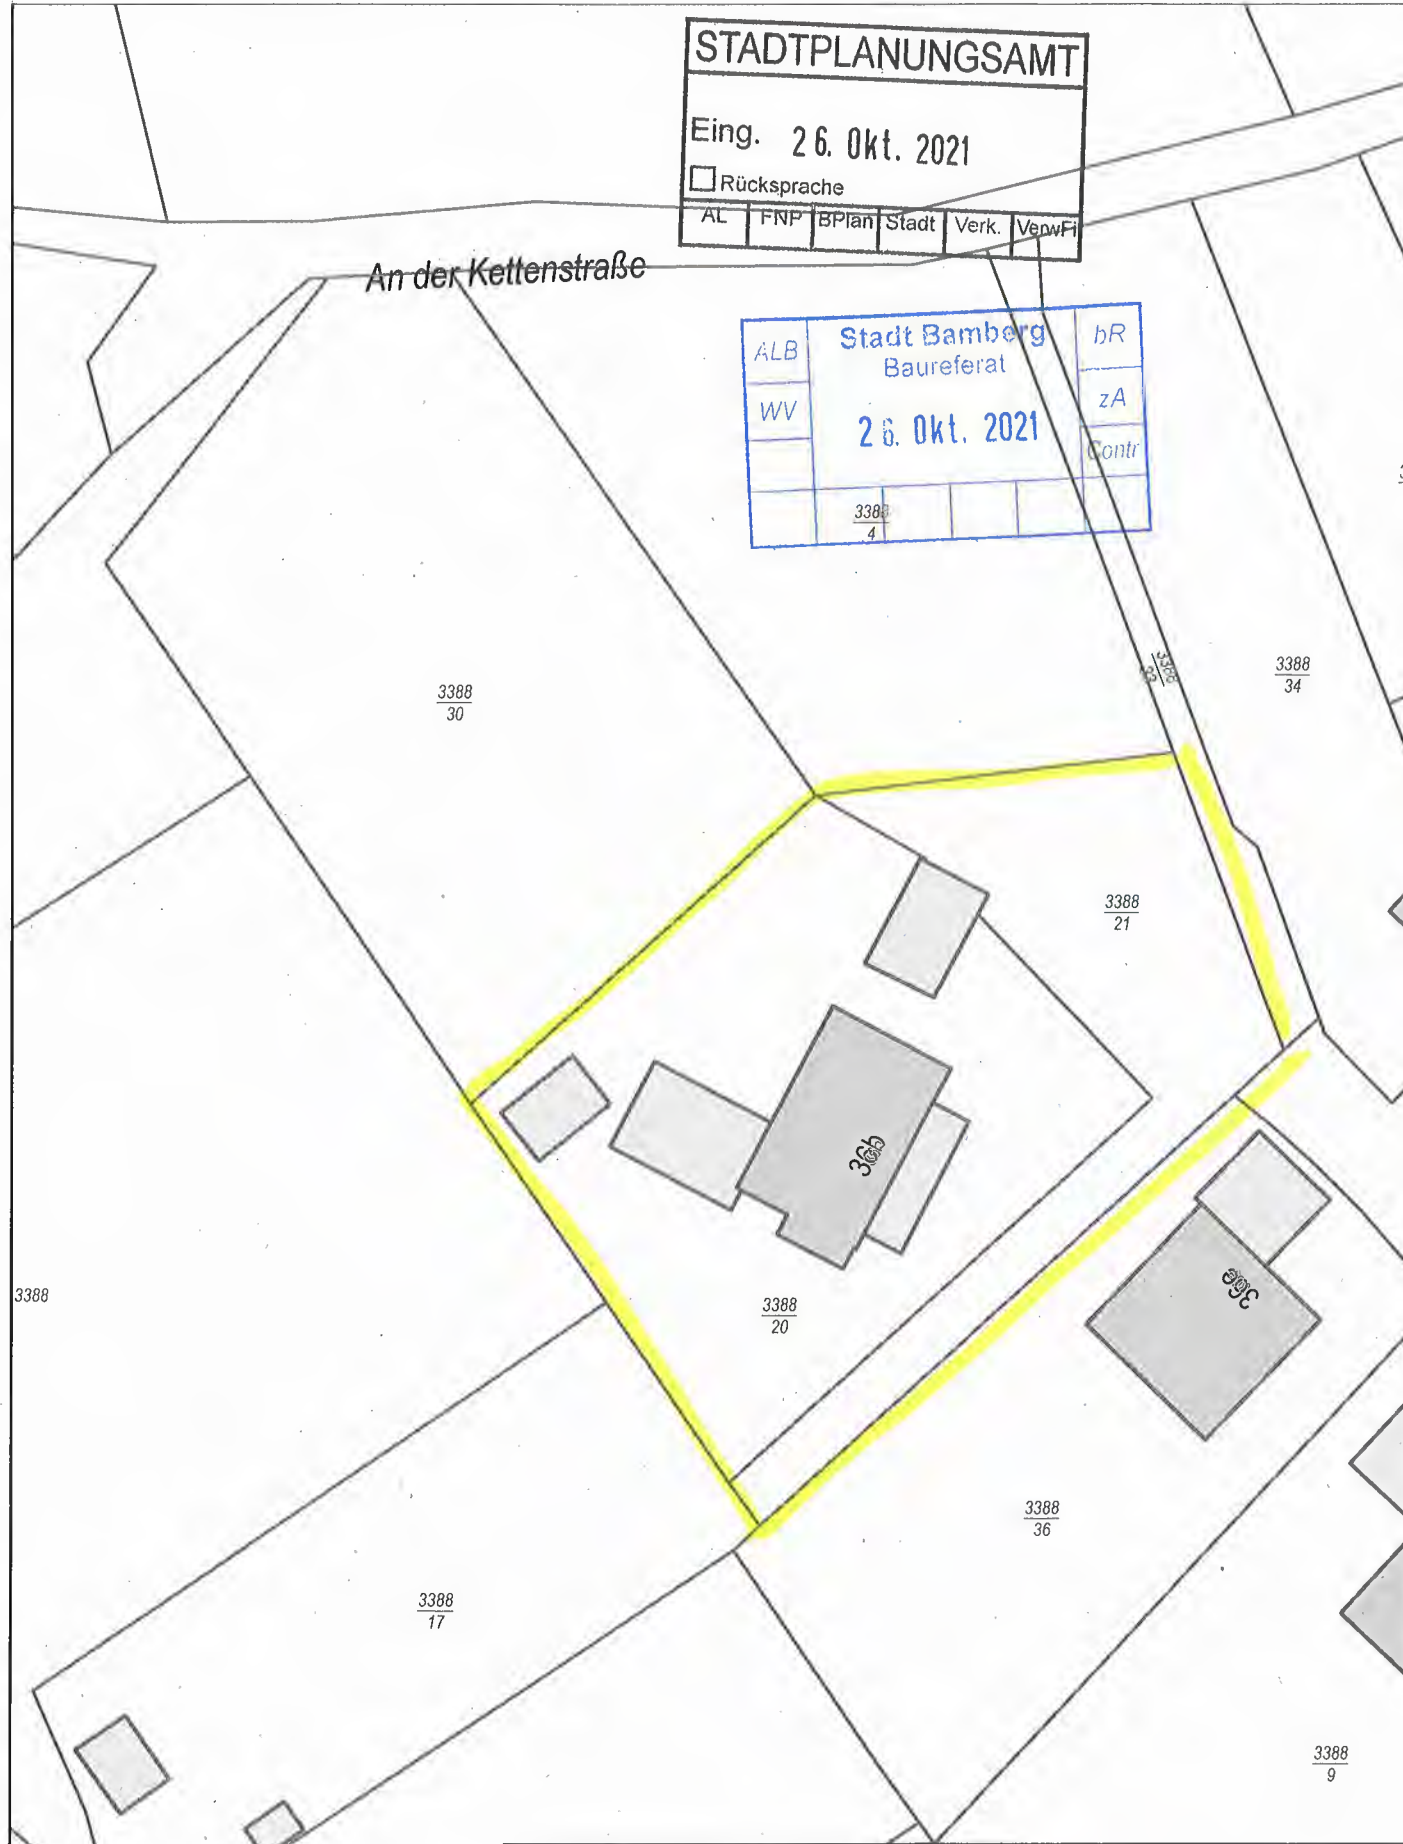 STADTPLANUNGSAMT
Eing. 26. Okt. 2021
Rücksprache
AL FNP BPlan Stadt Verk. VerwFi
An der Kettenstraße
ALB Stadt Bamberg bR
Baureferat
WV 26. Okt. 2021 zA
Contr
3388
4
3388
33
3388
34
3388
30
3388
21
36b
36e
3388
3388
20
3388
36
3388
17
3388
9